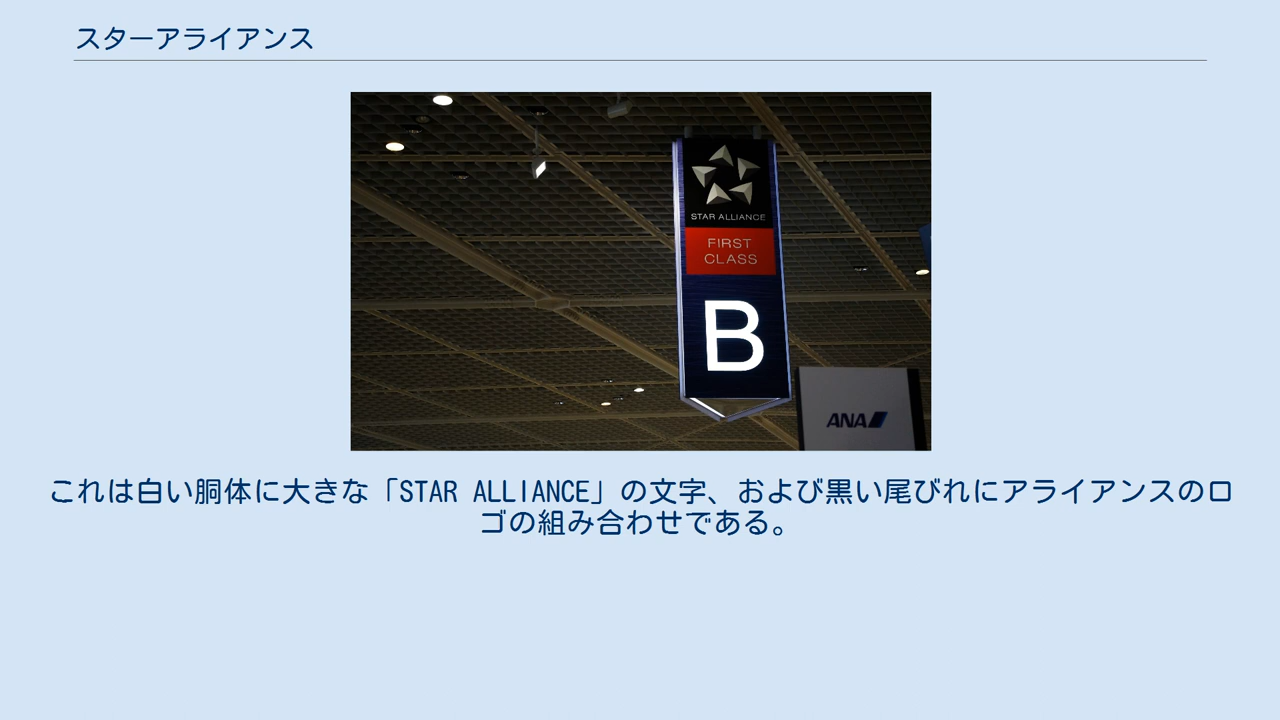 スターアライアンス
STAR ALLIANCE
FIRST
CLASS
B
ANA
これは白い胴体に大きな「STAR ALLIANCE」の文字、および黒い尾びれにアライアンスのロ
ゴの組み合わせである。